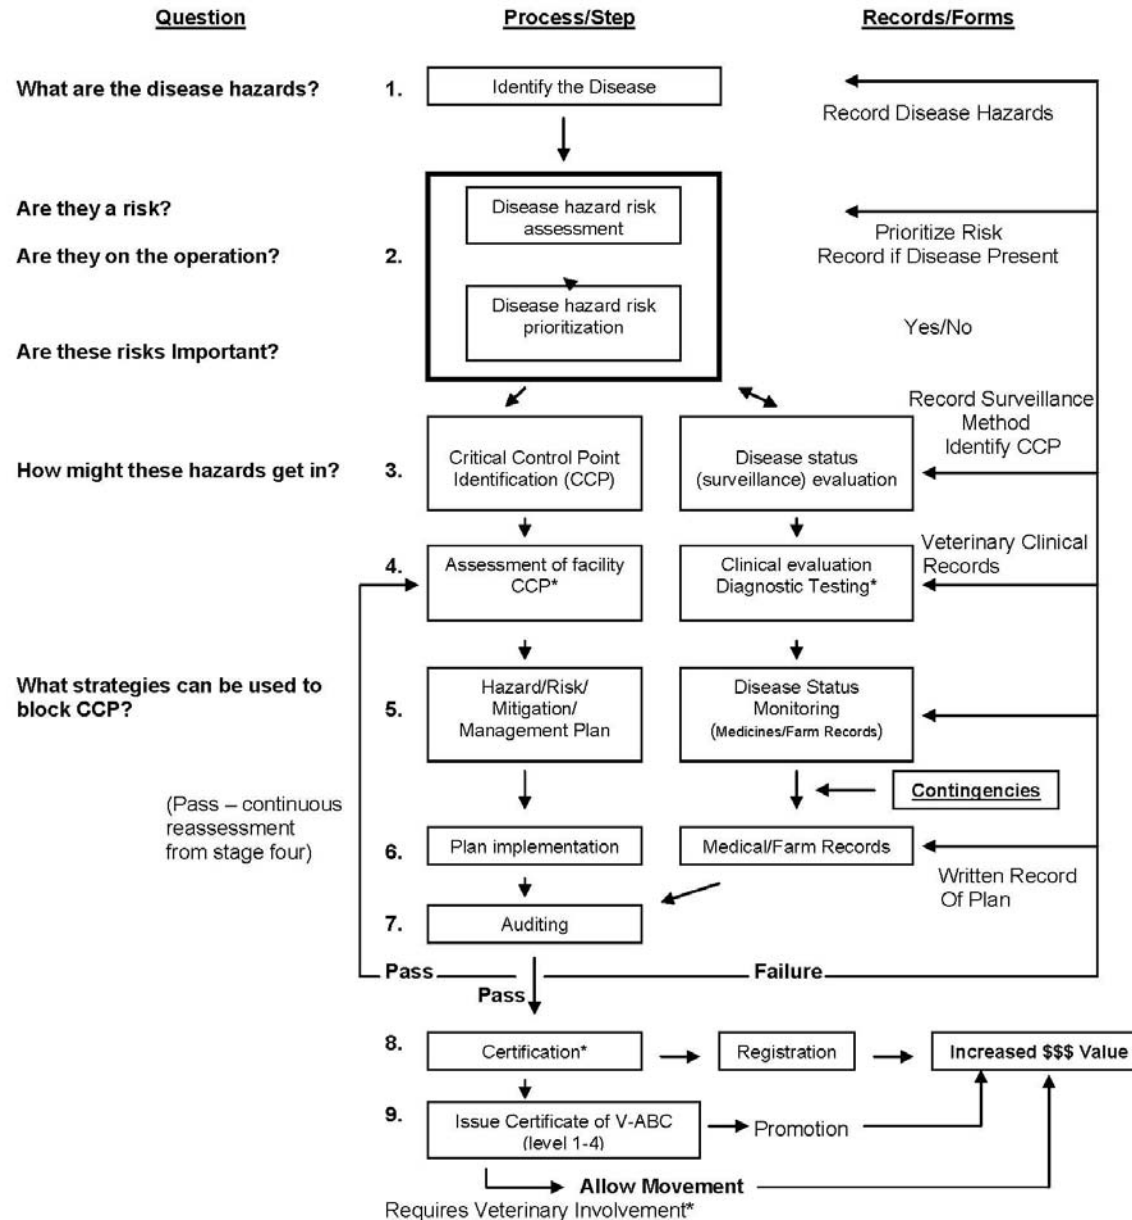 Question
Process/Step
Records/Forms
What are the disease hazards?
1.
Identify the Disease
Record Disease Hazards
Are they a risk?
Disease hazard risk
assessment
Prioritize Risk
Record if Disease Present
Are they on the operation?
2.
Disease hazard risk
prioritization
Yes/No
Are these risks Important?
Record Surveillance
Method
Identify CCP
How might these hazards get in?
3.
Critical Control Point
Identification (CCP)
Disease status
(surveillance) evaluation
4.
Assessment of facility
CCP*
Clinical evaluation
Diagnostic Testing*
Veterinary Clinical
Records
What strategies can be used to
block CCP?
5.
Hazard/Risk/
Mitigation/
Management Plan
Disease Status
Monitoring
(Medicines/Farm Records)
Contingencies
(Pass – continuous
reassessment
from stage four)
6.
Plan implementation
Medical/Farm Records
Written Record
Of Plan
7.
Auditing
Pass
Failure
Pass
8.
Certification*
Registration
Increased $$$ Value
9.
Issue Certificate of V-ABC
(level 1-4)
Promotion
Allow Movement
Requires Veterinary Involvement*